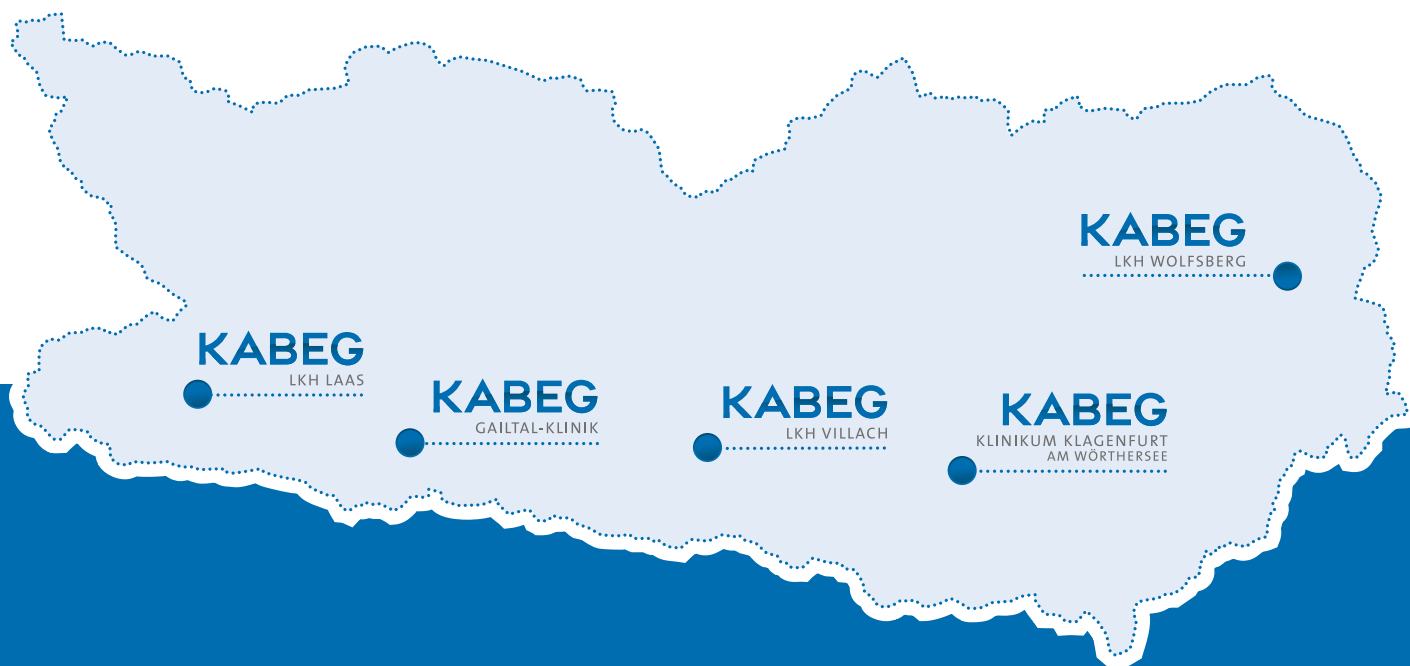 KABEG
LKH WOLFSBERG
KABEG
LKH LAAS
KABEG
GAILTAL-KLINIK
KABEG
LKH VILLACH
KABEG
KLINIKUM KLAGENFURT
AM WÖRTHERSEE